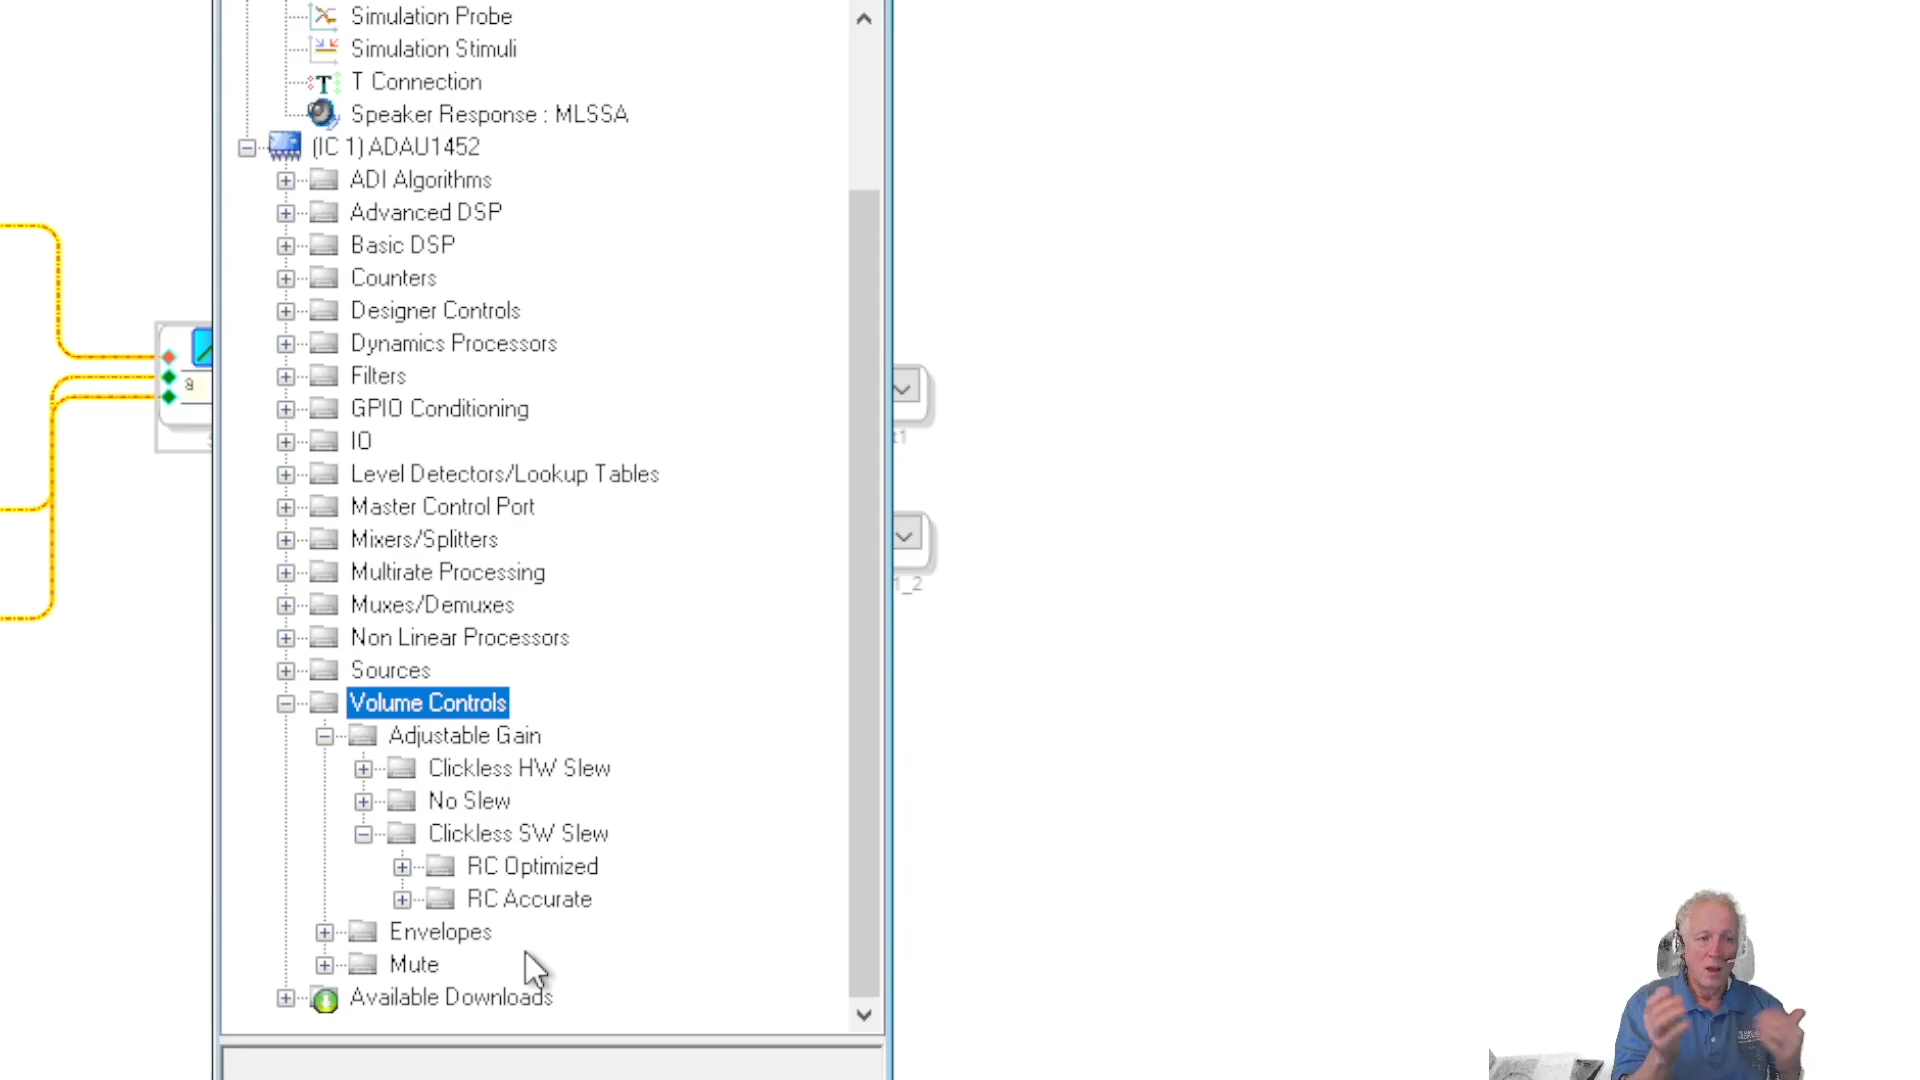 Simulation Probe
Simulation Stimuli
T Connection
Speaker Response : MLSSA
(IC 1) ADAU1452
ADI Algorithms
Advanced DSP
Basic DSP
Counters
Designer Controls
Dynamics Processors
Filters
GPIO Conditioning
IO
Level Detectors/Lookup Tables
Master Control Port
Mixers/Splitters
Multirate Processing
Muxes/Demuxes
Non Linear Processors
Sources
Volume Controls
Adjustable Gain
Clickless HW Slew
No Slew
Clickless SW Slew
RC Optimized
RC Accurate
Envelopes
Mute
Available Downloads